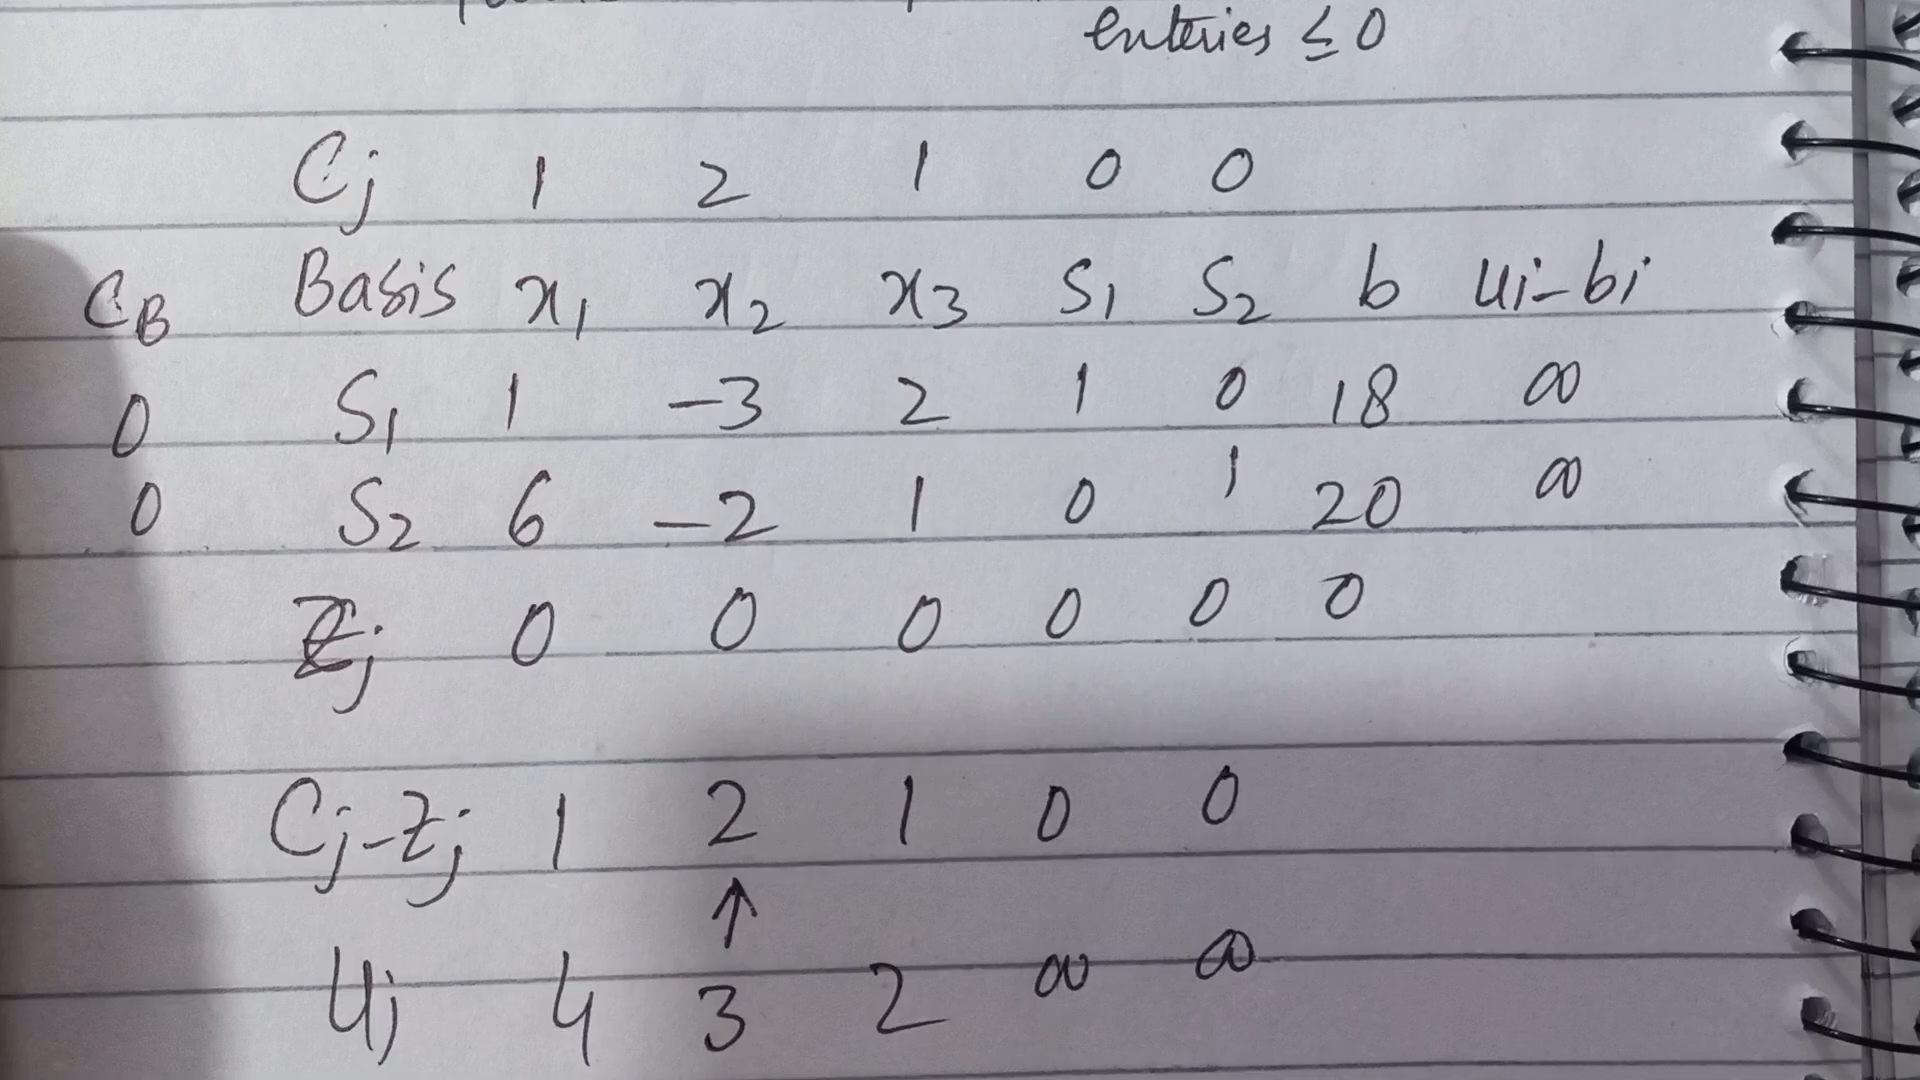 enteries ≤ 0
Cj 1 2 1 0 0
CB Basis x1 x2 x3 S1 S2 b ui-bi
0 S1 1 -3 2 1 0 18 ∞
0 S2 6 -2 1 0 1 20 ∞
Zj 0 0 0 0 0 0
Cj-Zj 1 2 1 0 0
↑
uj 4 3 2 ∞ ∞